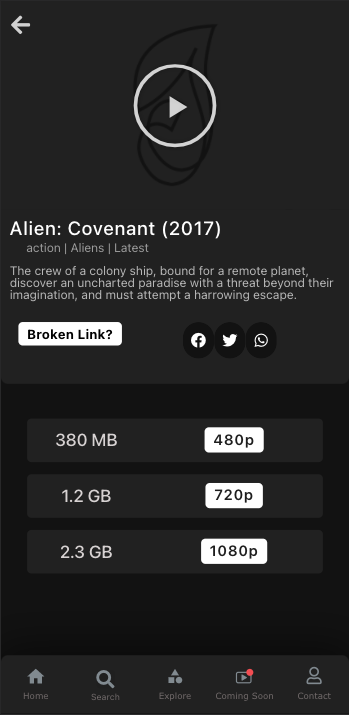 Alien: Covenant (2017)
action | Aliens | Latest
The crew of a colony ship, bound for a remote planet,
discover an uncharted paradise with a threat beyond their
imagination, and must attempt a harrowing escape.
Broken Link?
380 MB 480p
1.2 GB 720p
2.3 GB 1080p
Home Search Explore Coming Soon Contact